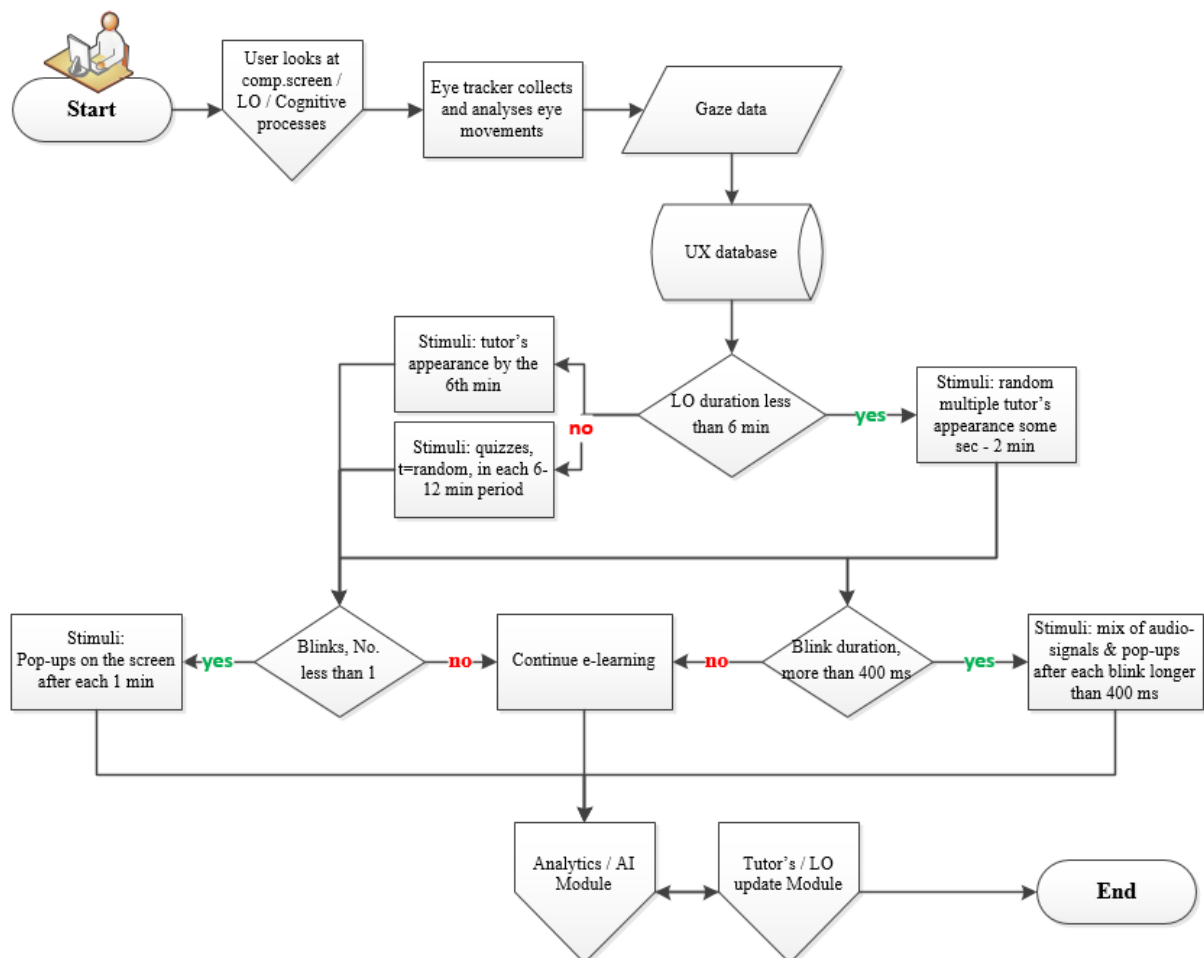 Start
User looks at
comp.screen /
LO / Cognitive
processes
Eye tracker collects
and analyses eye
movements
Gaze data
UX database
LO duration less
than 6 min
no
yes
Stimuli: tutor's
appearance by the
6th min
Stimuli: quizzes,
t=random, in each 6-
12 min period
Stimuli: random
multiple tutor's
appearance some
sec - 2 min
Stimuli:
Pop-ups on the screen
after each 1 min
yes
Blinks, No.
less than 1
no
Continue e-learning
no
Blink duration,
more than 400 ms
yes
Stimuli: mix of audio-
signals & pop-ups
after each blink longer
than 400 ms
Analytics / AI
Module
Tutor's / LO
update Module
End